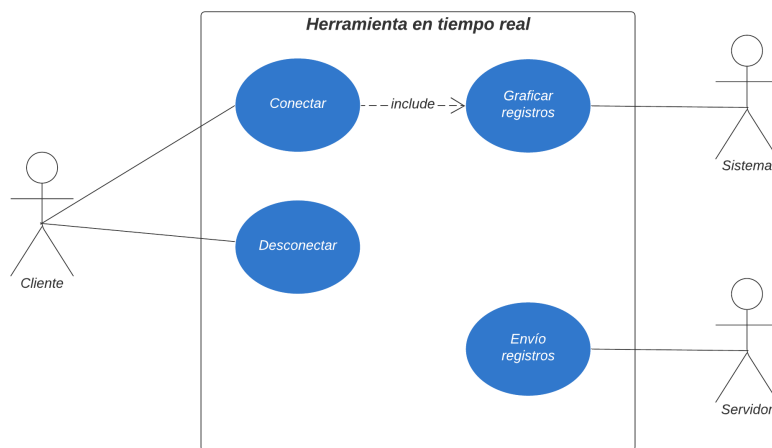 Herramienta en tiempo real
Conectar
include
Graficar
registros
Sistema
Cliente
Desconectar
Envío
registros
Servidor